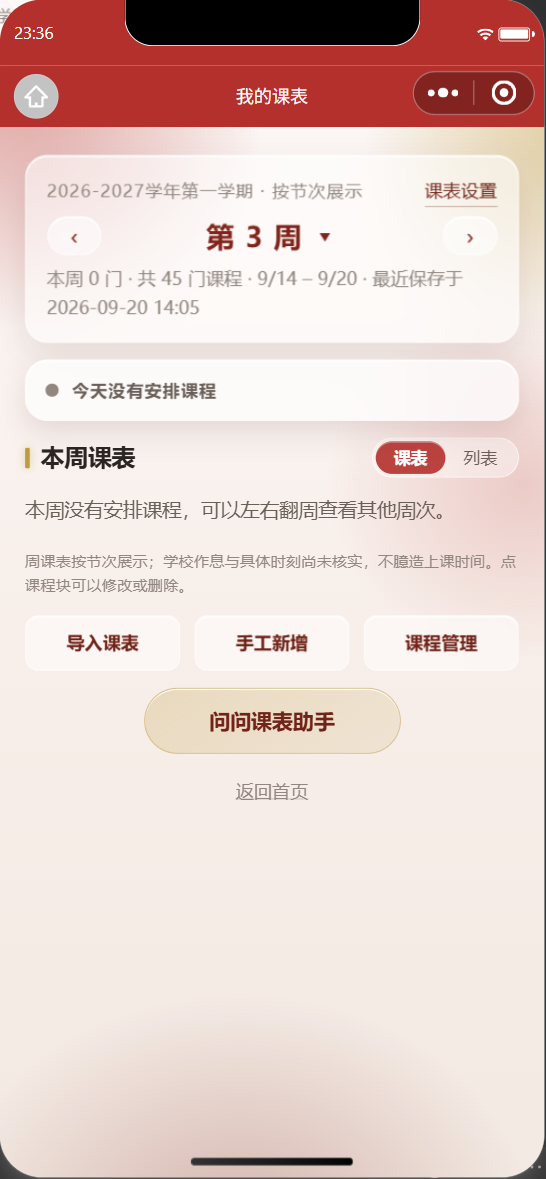 23:36
我的课表
2026-2027学年第一学期 · 按节次展示
课表设置
‹ 第 3 周 ▼ ›
本周 0 门 · 共 45 门课程 · 9/14 – 9/20 · 最近保存于
2026-09-20 14:05
今天没有安排课程
本周课表
课表 列表
本周没有安排课程，可以左右翻周查看其他周次。
周课表按节次展示；学校作息与具体时刻尚未核实，不臆造上课时间。点
课程块可以修改或删除。
导入课表 手工新增 课程管理
问问课表助手
返回首页